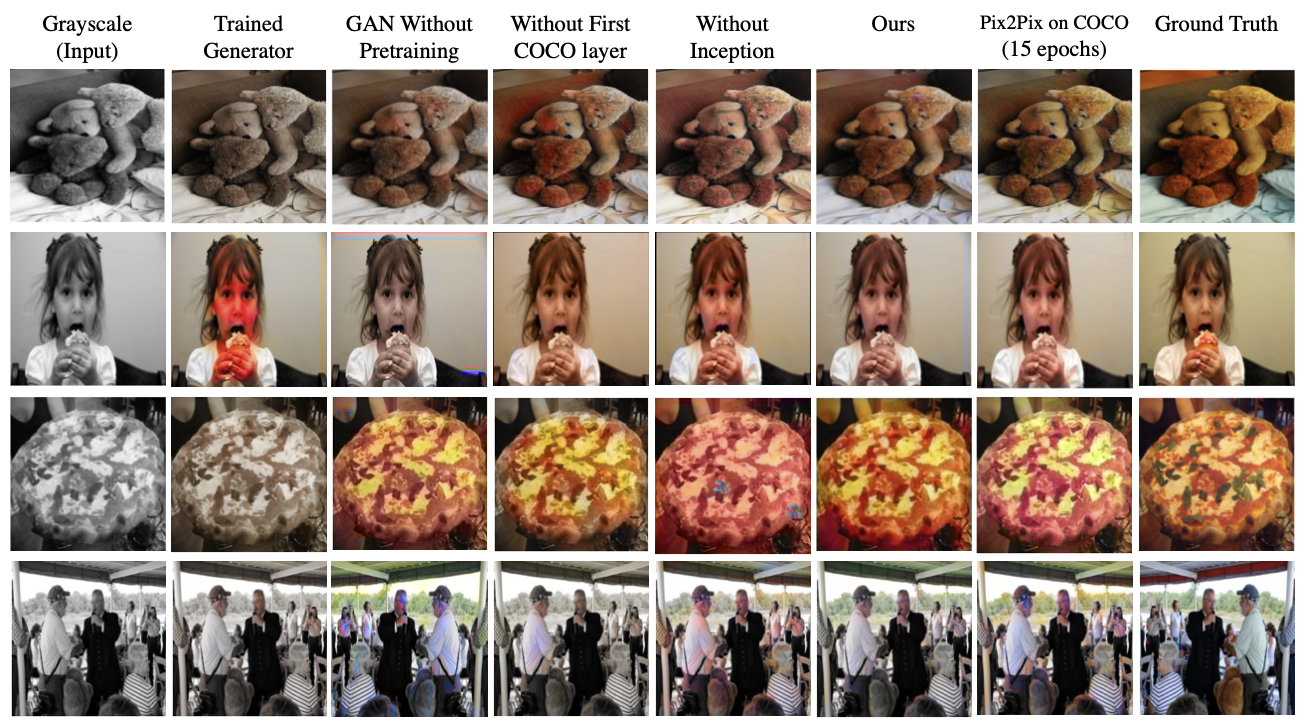 Grayscale
(Input)
Trained
Generator
GAN Without
Pretraining
Without First
COCO layer
Without
Inception
Ours
Pix2Pix on COCO
(15 epochs)
Ground Truth